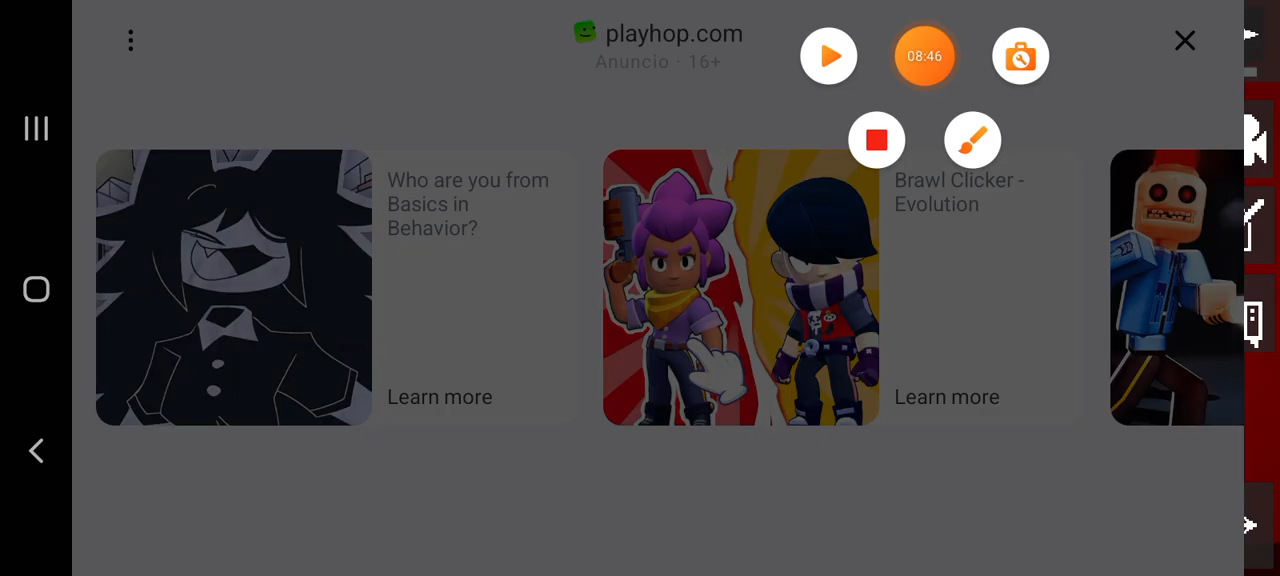 playhop.com
Anuncio · 16+
08:46
Who are you from
Basics in
Behavior?
Learn more
Brawl Clicker -
Evolution
Learn more